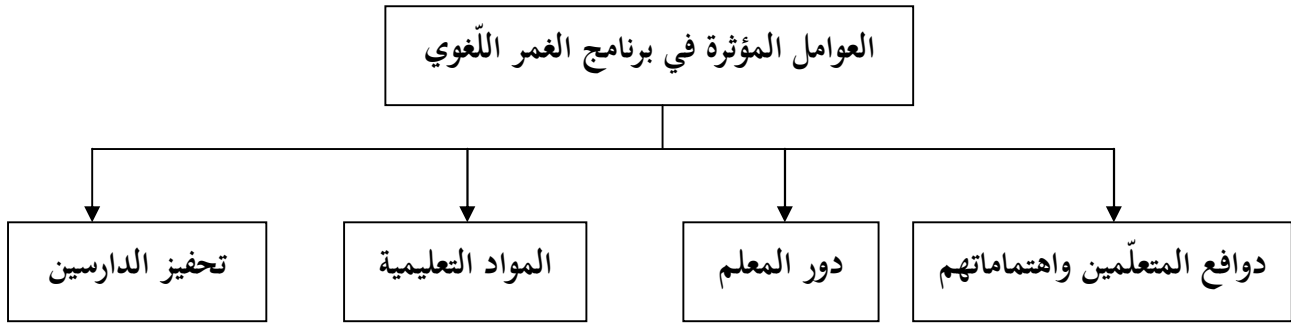 العوامل المؤثرة في برنامج الغمر اللّغوي
دوافع المتعلّمين واهتماماتهم
دور المعلم
المواد التعليمية
تحفيز الدارسين